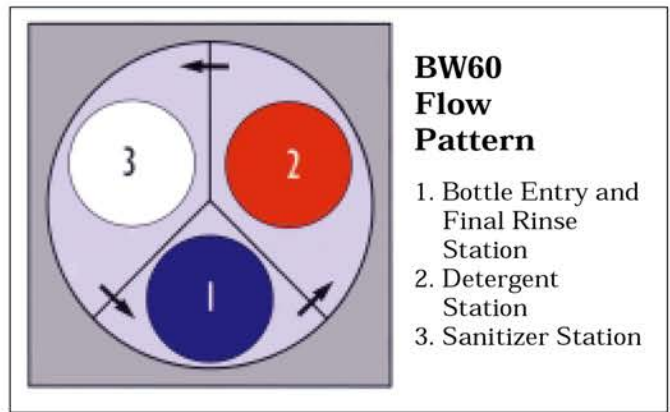 3
2
1
BW60
Flow
Pattern
1. Bottle Entry and
Final Rinse
Station
2. Detergent
Station
3. Sanitizer Station